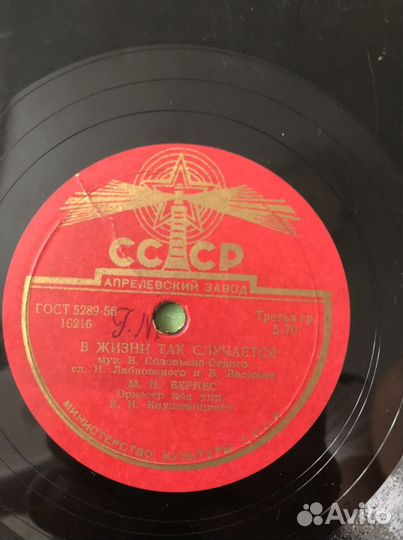 СССР
АПРЕЛЕВСКИЙ ЗАВОД
ГОСТ 5289-56
16216
Третья гр.
5-70
В ЖИЗНИ ТАК СЛУЧАЕТСЯ
муз. В. Соловьева-Седого
сл. Н. Лабковского и Б. Ласкина
М. Н. БЕРНЕС
Оркестр под упр.
В. Н. Кнушевицкого
МИНИСТЕРСТВО КУЛЬТУРЫ СССР
Avito